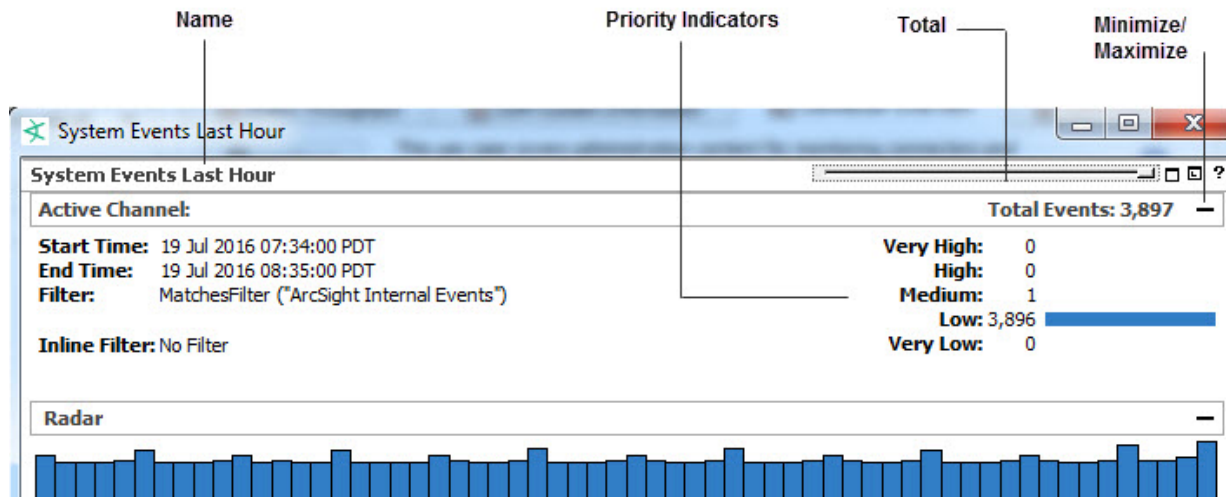 Name
Priority Indicators
Total
Minimize/
Maximize
System Events Last Hour
System Events Last Hour
?
Active Channel:
Total Events: 3,897
Start Time: 19 Jul 2016 07:34:00 PDT
End Time: 19 Jul 2016 08:35:00 PDT
Filter: MatchesFilter ("ArcSight Internal Events")
Inline Filter: No Filter
Very High: 0
High: 0
Medium: 1
Low: 3,896
Very Low: 0
Radar